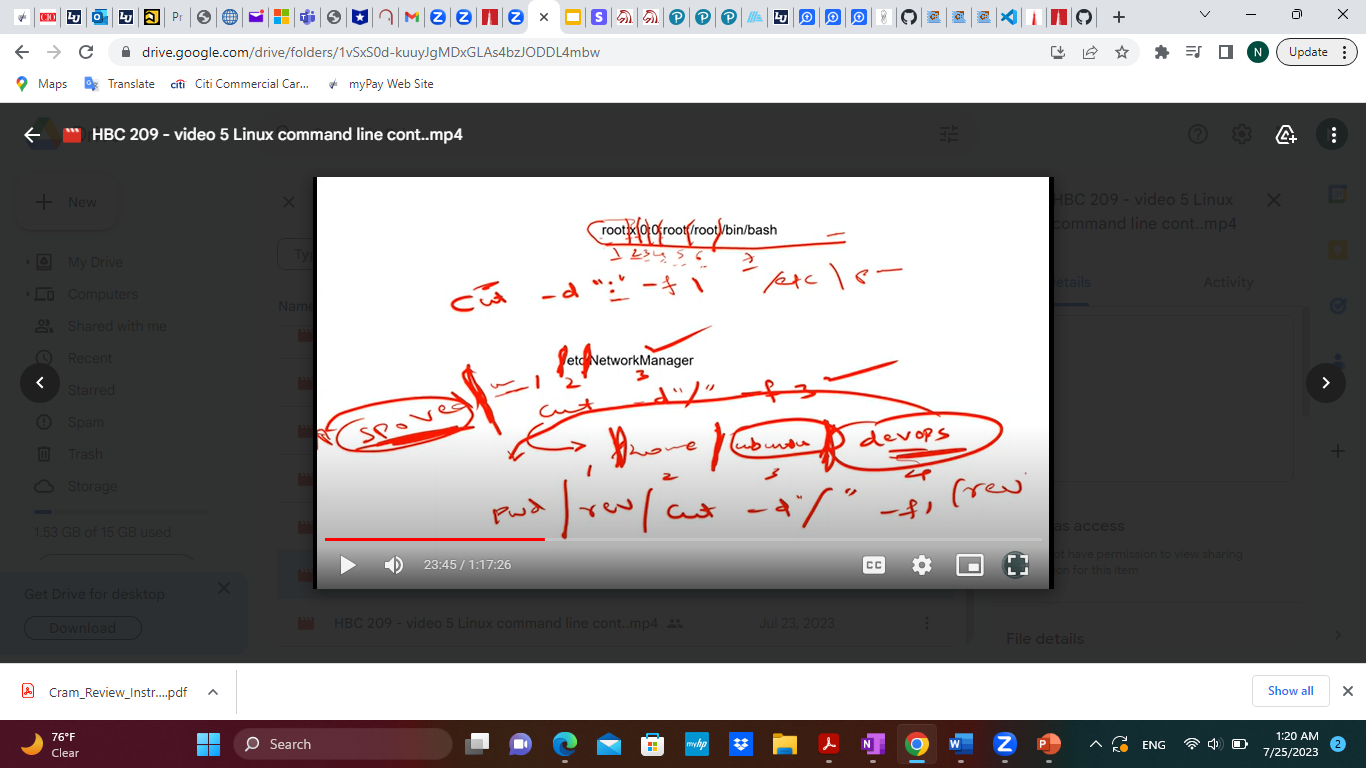 drive.google.com/drive/folders/1vSxS0d-kuuyJgMDxGLAs4bzJODDL4mbw
Update
Maps Translate citi Citi Commercial Car... myPay Web Site
HBC 209 - video 5 Linux command line cont..mp4
New
My Drive
Computers
Shared with me
Recent
Starred
Spam
Trash
Storage
1.53 GB of 15 GB used
Get Drive for desktop
Download
Name
root:x:0:0:root:/root:/bin/bash
1 2 3 4 5 6 7
cut -d ":" -f1 /etc
etc NetworkManager
1 2 3
cut -d "/" -f 3
home ubuntu devops
1 2 3 4
pwd | rev | cut -d "/" -f1 | rev
23:45 / 1:17:26
CC
HBC 209 - video 5 Linux command line cont..mp4 Jul 23, 2023
HBC 209 - video 5 Linux
command line cont..mp4
Activity
as access
have permission to view sharing
for this item
File details
Cram_Review_Instr....pdf
Show all
76°F
Clear
Search
ENG
1:20 AM
7/25/2023
2